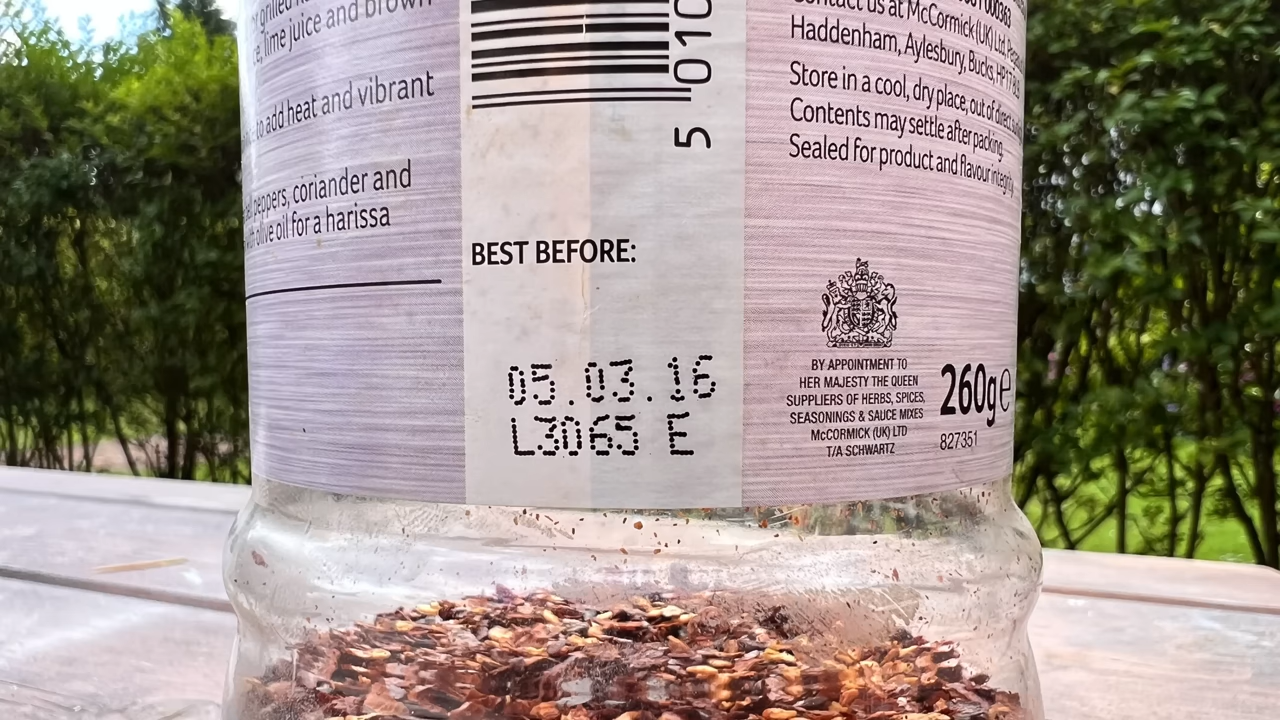 grilled
lime juice and brown
to add heat and vibrant
peppers, coriander and
olive oil for a harissa
5 010
BEST BEFORE:
05.03.16
L3065 E
us at McCormick (UK) Ltd,
Haddenham, Aylesbury, Bucks,
Store in a cool, dry place, out of direct
Contents may settle after packing.
Sealed for product and flavour integrity.
BY APPOINTMENT TO
HER MAJESTY THE QUEEN
SUPPLIERS OF HERBS, SPICES,
SEASONINGS & SAUCE MIXES
McCORMICK (UK) LTD
T/A SCHWARTZ
260g e
827351